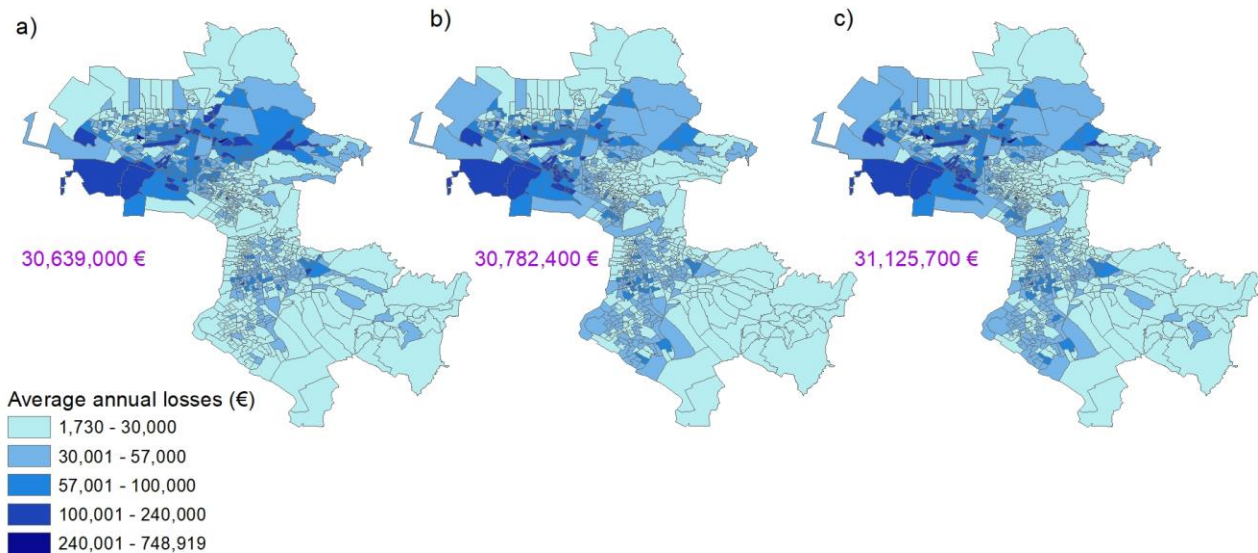 a)
b)
c)
30,639,000 €
30,782,400 €
31,125,700 €
Average annual losses (€)
1,730 - 30,000
30,001 - 57,000
57,001 - 100,000
100,001 - 240,000
240,001 - 748,919